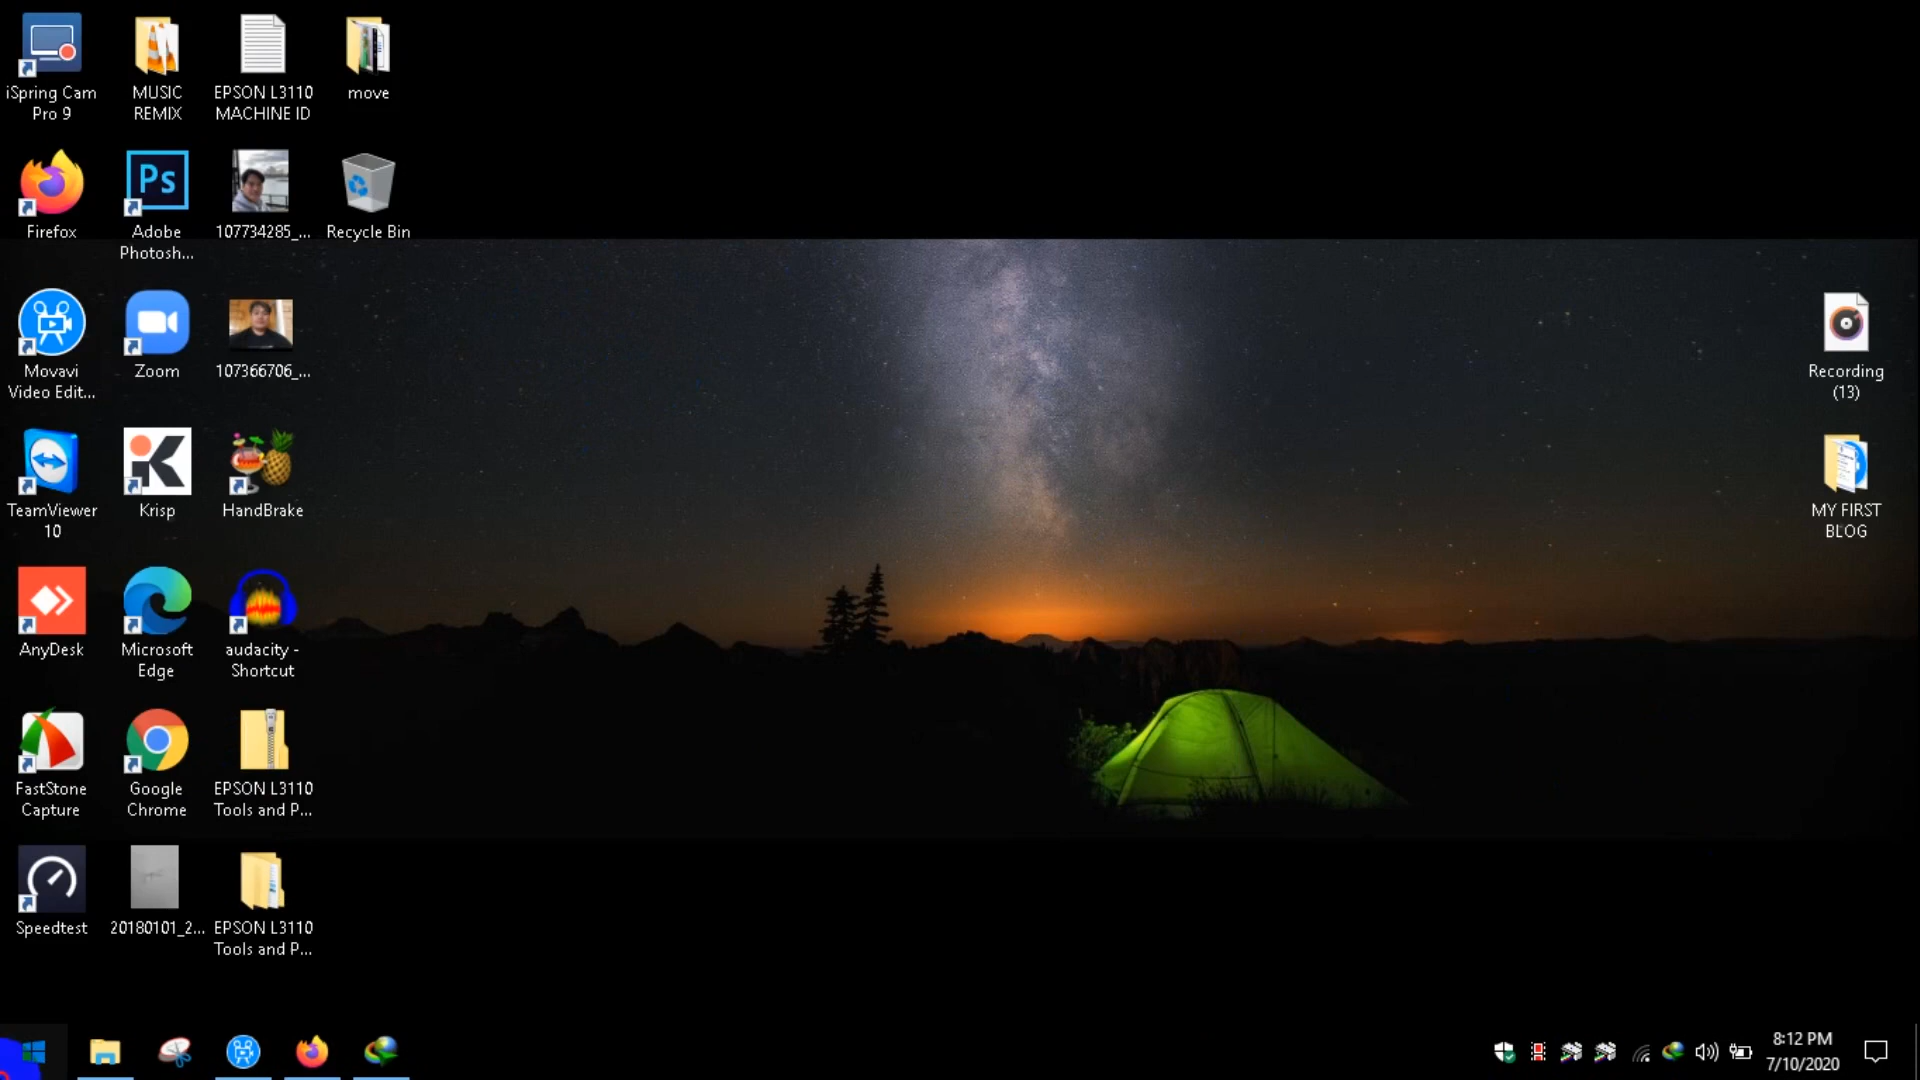 iSpring Cam
Pro 9
MUSIC
REMIX
EPSON L3110
MACHINE ID
move
Firefox
Ps
Adobe
Photosh...
107734285_...
Recycle Bin
Movavi
Video Edit...
Zoom
107366706_...
Recording
(13)
TeamViewer
10
Krisp
HandBrake
MY FIRST
BLOG
AnyDesk
Microsoft
Edge
audacity -
Shortcut
FastStone
Capture
Google
Chrome
EPSON L3110
Tools and P...
Speedtest
20180101_2...
EPSON L3110
Tools and P...
8:12 PM
7/10/2020